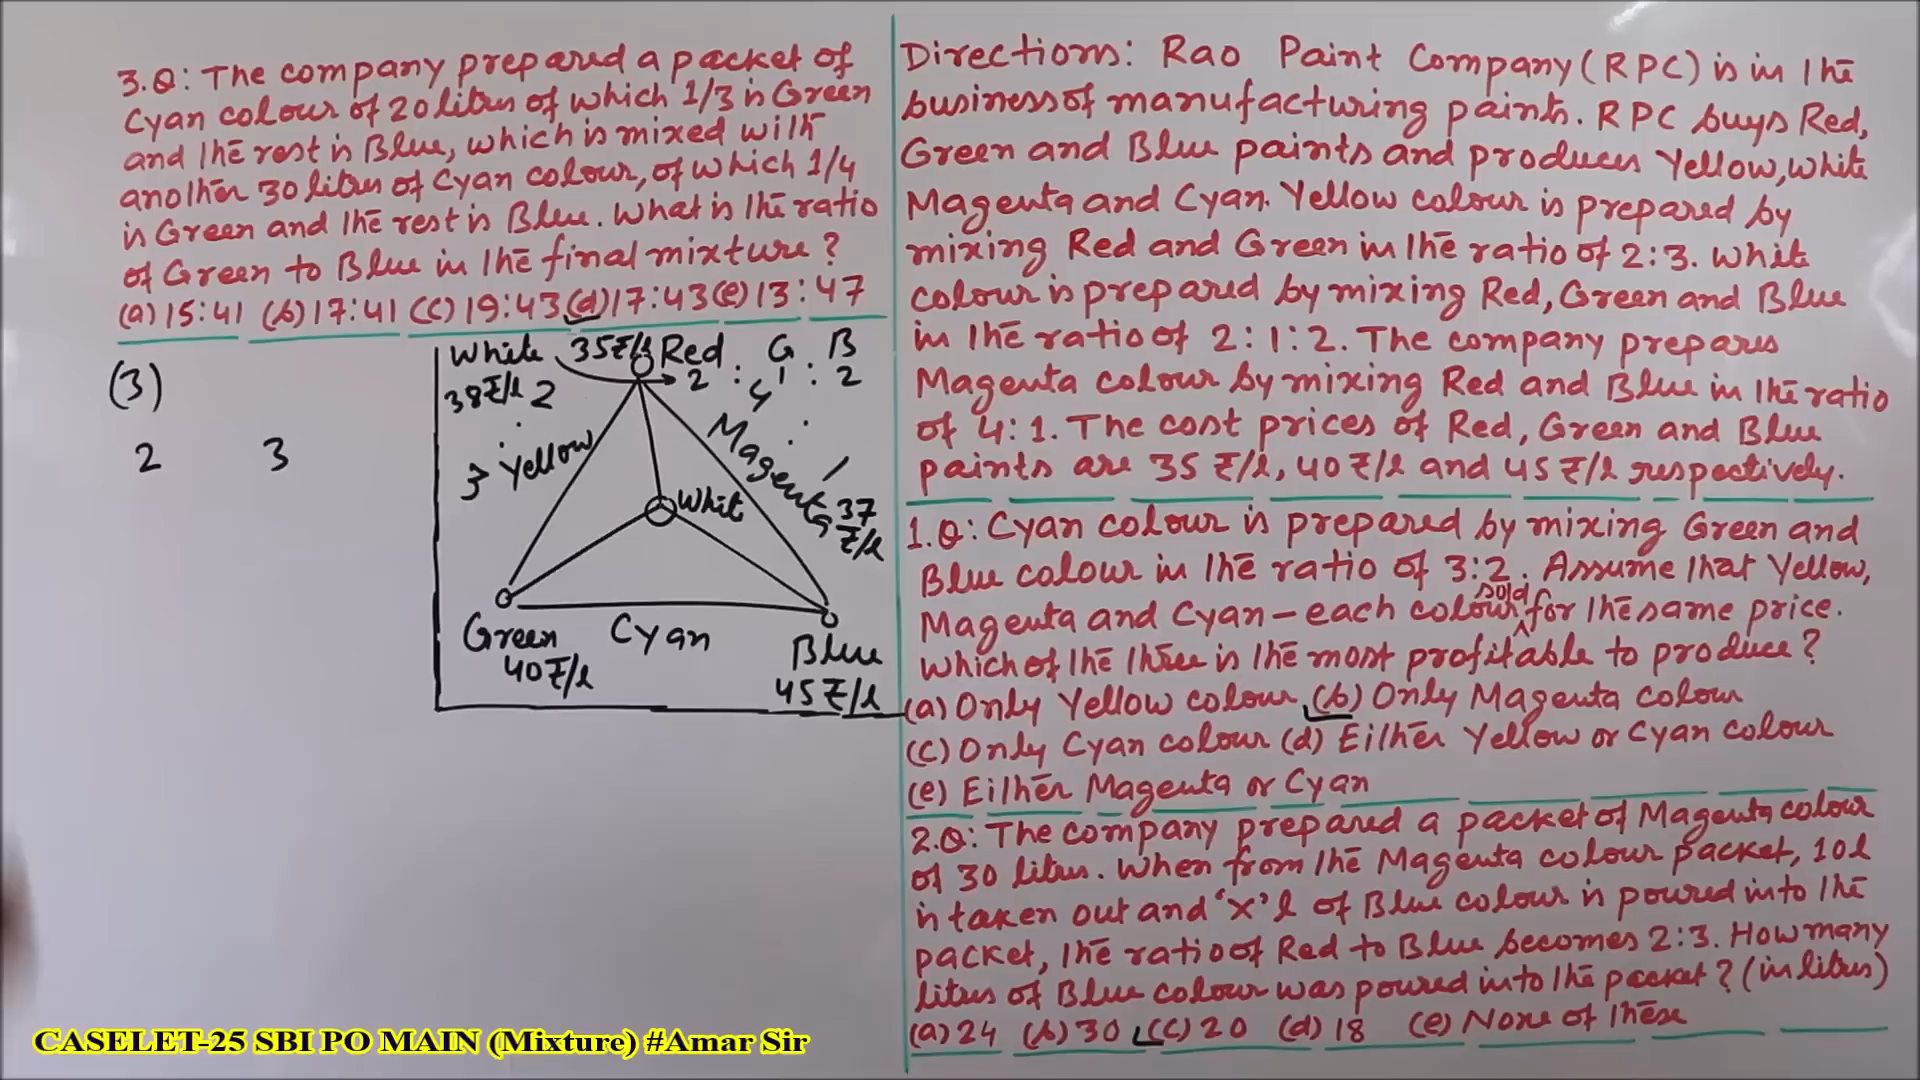 3.Q: The company prepared a packet of
Cyan colour of 20 litres of which 1/3 is Green
and the rest is Blue, which is mixed with
another 30 litres of Cyan colour, of which 1/4
is Green and the rest is Blue. What is the ratio
of Green to Blue in the final mixture?
(a) 15:41 (b) 17:41 (c) 19:43 (d) 17:43 (e) 13:47
(3)
2 3
White 35₹/l Red : G : B
38₹/l 2 : 1 : 2
2 : 3 Yellow
4 : 1
Magenta 37 ₹/l
White
Green Cyan Blue
40₹/l 45₹/l
Directions: Rao Paint Company (RPC) is in the
business of manufacturing paints. RPC buys Red,
Green and Blue paints and produces Yellow, White
Magenta and Cyan. Yellow colour is prepared by
mixing Red and Green in the ratio of 2:3. White
colour is prepared by mixing Red, Green and Blue
in the ratio of 2:1:2. The company prepares
Magenta colour by mixing Red and Blue in the ratio
of 4:1. The cost prices of Red, Green and Blue
paints are 35 ₹/l, 40 ₹/l and 45 ₹/l respectively.
1.Q: Cyan colour is prepared by mixing Green and
Blue colour in the ratio of 3:2. Assume that Yellow,
Magenta and Cyan - each colour sold for the same price.
Which of the three is the most profitable to produce?
(a) Only Yellow colour (b) Only Magenta colour
(c) Only Cyan colour (d) Either Yellow or Cyan colour
(e) Either Magenta or Cyan
2.Q: The company prepared a packet of Magenta colour
of 30 litres. When from the Magenta colour packet, 10 l
is taken out and 'x' l of Blue colour is poured into the
packet, the ratio of Red to Blue becomes 2:3. How many
litres of Blue colour was poured into the packet? (in litres)
(a) 24 (b) 30 (c) 20 (d) 18 (e) None of these
CASELET-25 SBI PO MAIN (Mixture) #Amar Sir